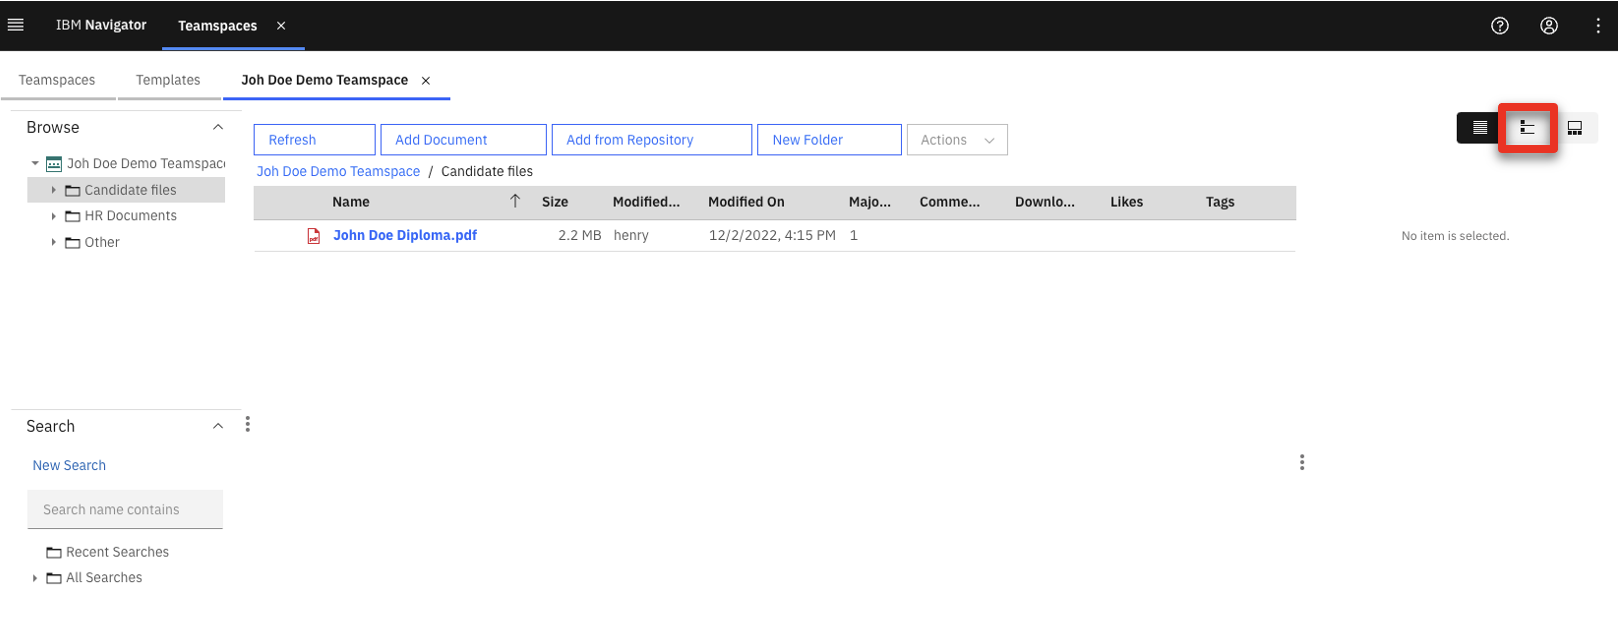 IBM Navigator Teamspaces
Teamspaces Templates Joh Doe Demo Teamspace
Browse
Joh Doe Demo Teamspac
Candidate files
HR Documents
Other
Refresh Add Document Add from Repository New Folder Actions
Joh Doe Demo Teamspace / Candidate files
Name Size Modified... Modified On Majo... Comme... Downlo... Likes Tags
pdf John Doe Diploma.pdf 2.2 MB henry 12/2/2022, 4:15 PM 1
No item is selected.
Search
New Search
Search name contains
Recent Searches
All Searches